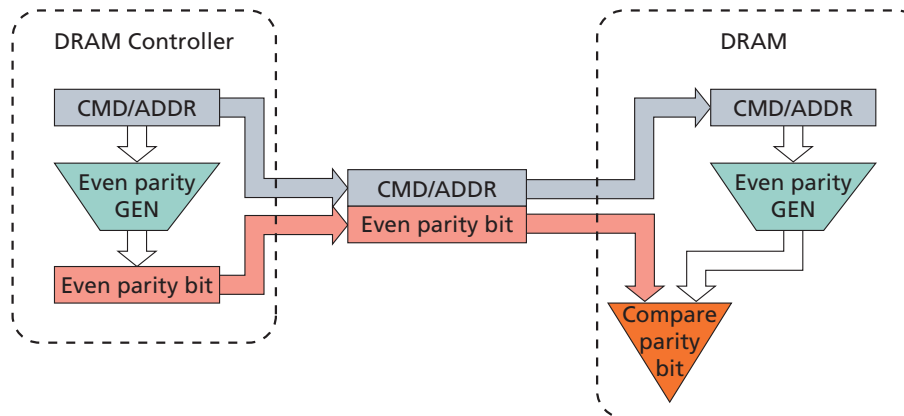 DRAM Controller
CMD/ADDR
Even parity
GEN
Even parity bit
CMD/ADDR
Even parity bit
DRAM
CMD/ADDR
Even parity
GEN
Compare
parity
bit